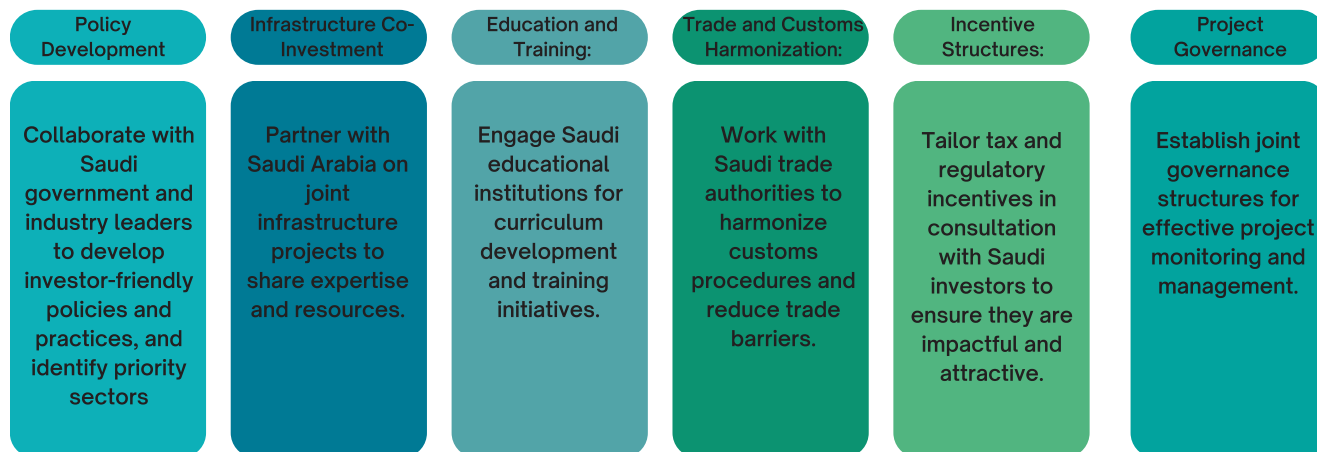 Policy
Development
Collaborate with
Saudi
government and
industry leaders
to develop
investor-friendly
policies and
practices, and
identify priority
sectors
Infrastructure Co-
Investment
Partner with
Saudi Arabia on
joint
infrastructure
projects to
share expertise
and resources.
Education and
Training:
Engage Saudi
educational
institutions for
curriculum
development
and training
initiatives.
Trade and Customs
Harmonization:
Work with
Saudi trade
authorities to
harmonize
customs
procedures and
reduce trade
barriers.
Incentive
Structures:
Tailor tax and
regulatory
incentives in
consultation
with Saudi
investors to
ensure they are
impactful and
attractive.
Project
Governance
Establish joint
governance
structures for
effective project
monitoring and
management.